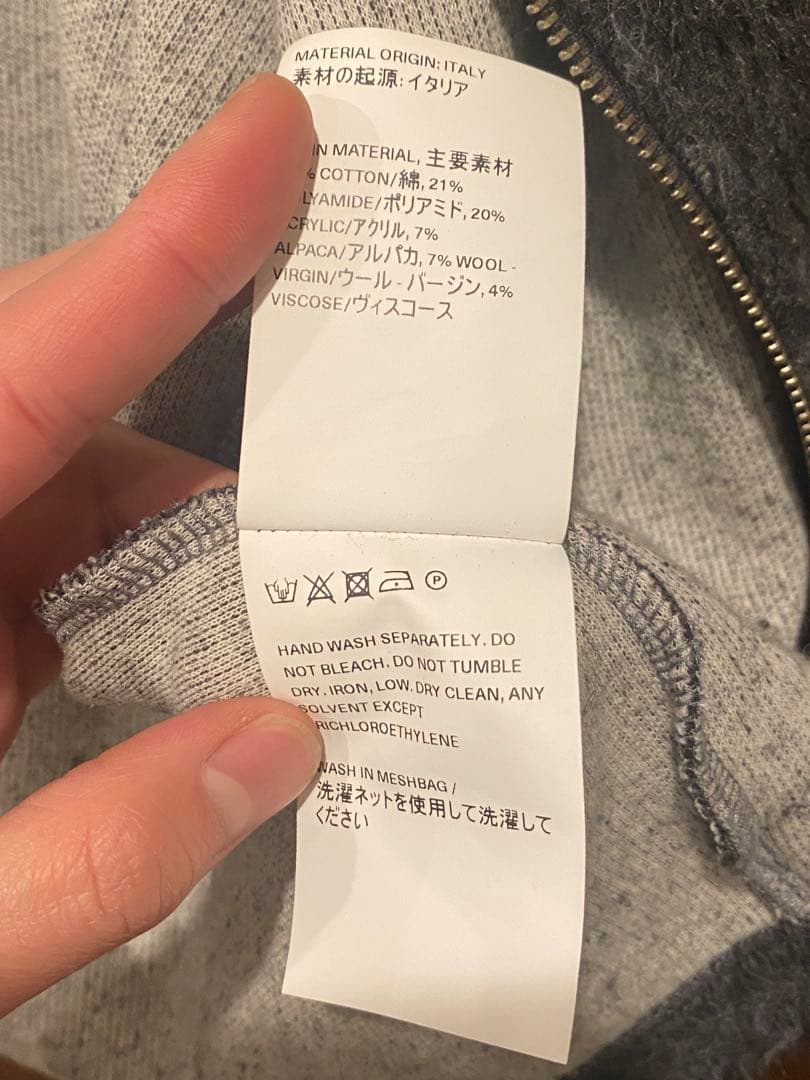 MATERIAL ORIGIN: ITALY
素材の起源: イタリア
MATERIAL, 主要素材
COTTON/綿, 21%
/ポリアミド, 20%
/アクリル, 7%
ALPACA/アルパカ, 7% WOOL -
VIRGIN/ウール - バージン, 4%
VISCOSE/ヴィスコース
P
HAND WASH SEPARATELY. DO
NOT BLEACH. DO NOT TUMBLE
DRY. IRON, LOW. DRY CLEAN, ANY
SOLVENT EXCEPT
RICHLOROETHYLENE
WASH IN MESHBAG /
洗濯ネットを使用して洗濯して
ください